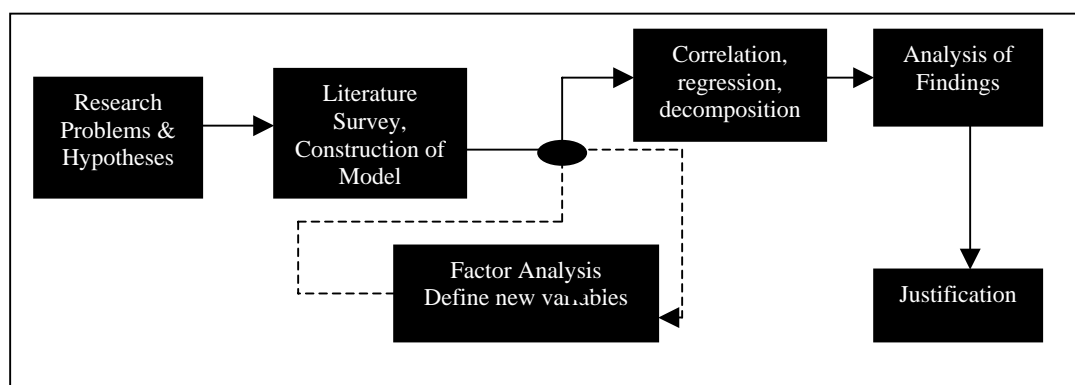 Research
Problems &
Hypotheses
Literature
Survey,
Construction of
Model
Correlation,
regression,
decomposition
Analysis of
Findings
Factor Analysis
Define new variables
Justification